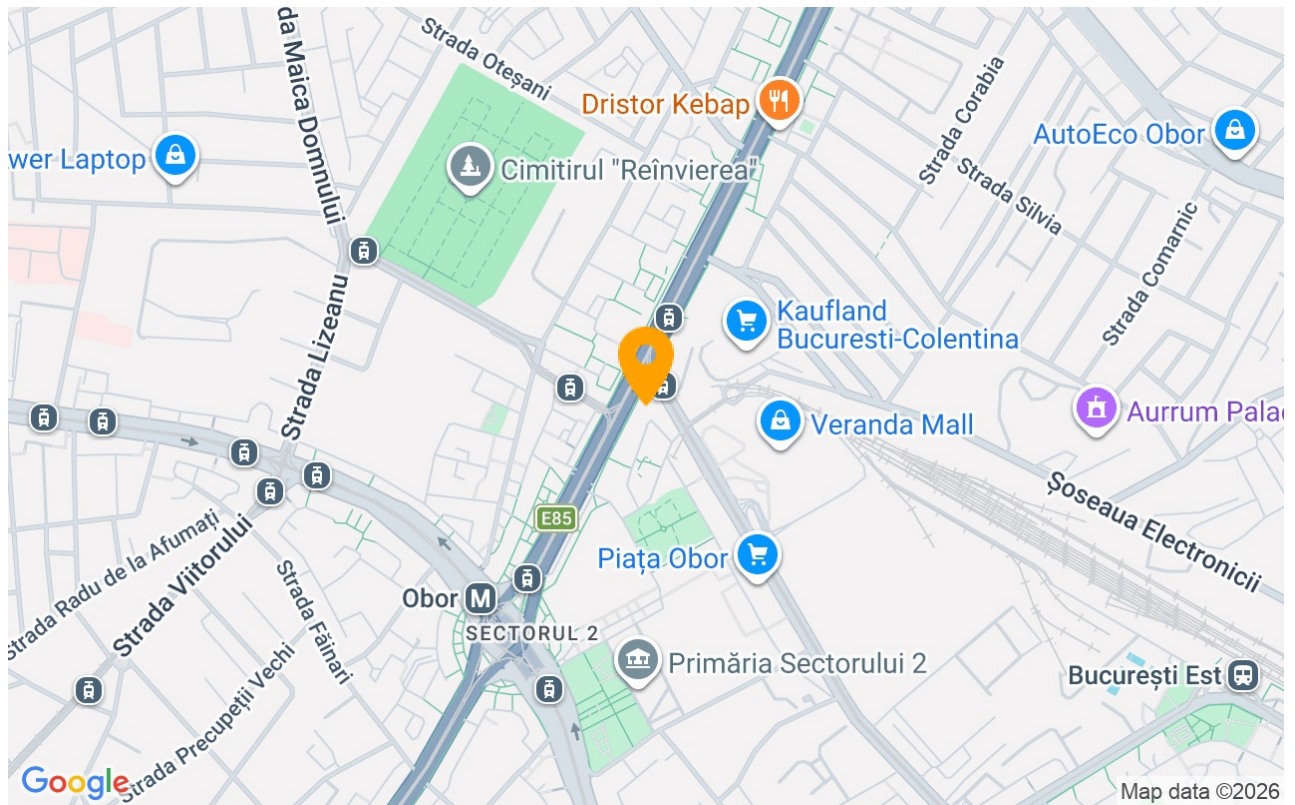 da Maica Domnului
Strada Oteșani
Dristor Kebap
Strada Corabia
AutoEco Obor
wer Laptop
Cimitirul "Reînvierea"
Strada Silvia
Strada Comarnic
Strada Lizeanu
Kaufland
Bucuresti-Colentina
Veranda Mall
Aurrum Pala
Șoseaua Electronicii
E85
Piața Obor
Strada Radu de la Afumați
Strada Viitorului
Strada Făinari
Obor M
SECTORUL 2
Primăria Sectorului 2
București Est
Strada Precupeții Vechi
Google
Map data ©2026